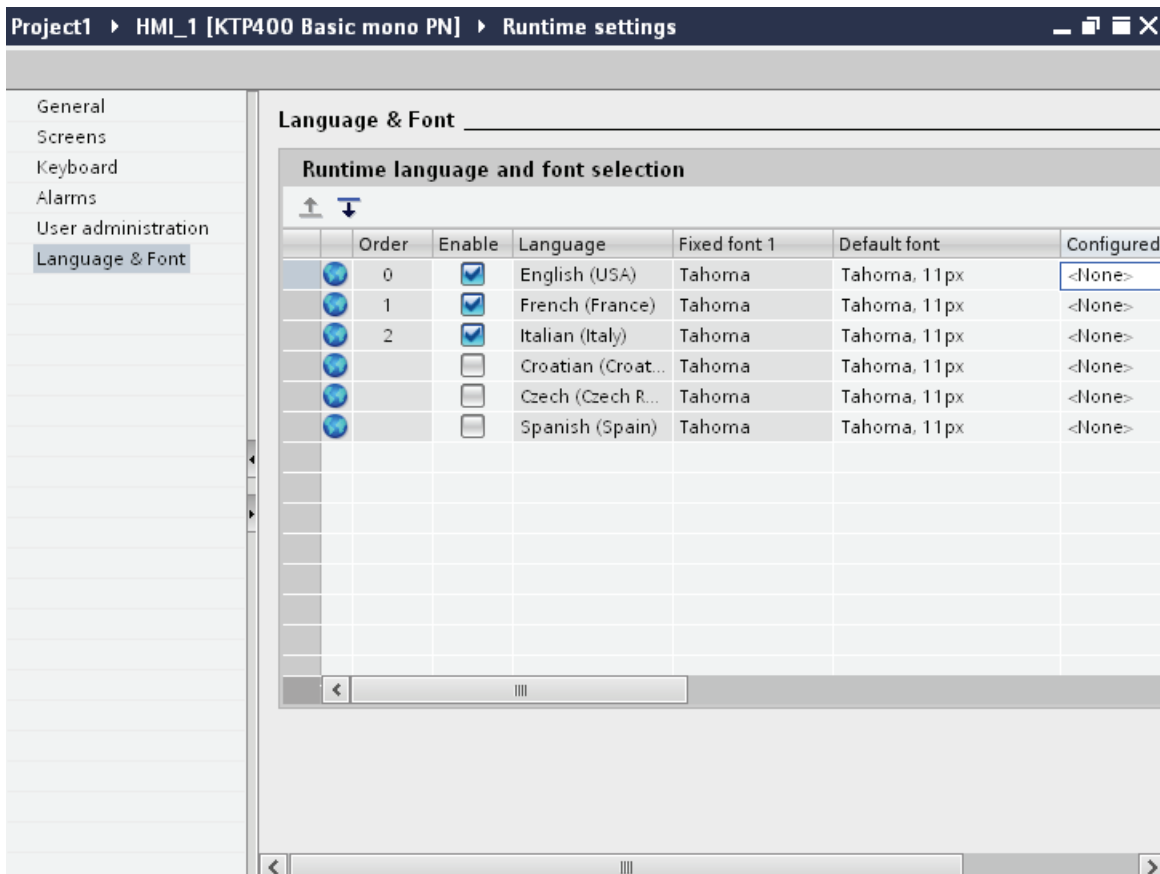 Project1 ▸ HMI_1 [KTP400 Basic mono PN] ▸ Runtime settings
General
Screens
Keyboard
Alarms
User administration
Language & Font
Language & Font
Runtime language and font selection
Order Enable Language Fixed font 1 Default font Configured
0 English (USA) Tahoma Tahoma, 11px <None>
1 French (France) Tahoma Tahoma, 11px <None>
2 Italian (Italy) Tahoma Tahoma, 11px <None>
Croatian (Croat... Tahoma Tahoma, 11px <None>
Czech (Czech R... Tahoma Tahoma, 11px <None>
Spanish (Spain) Tahoma Tahoma, 11px <None>